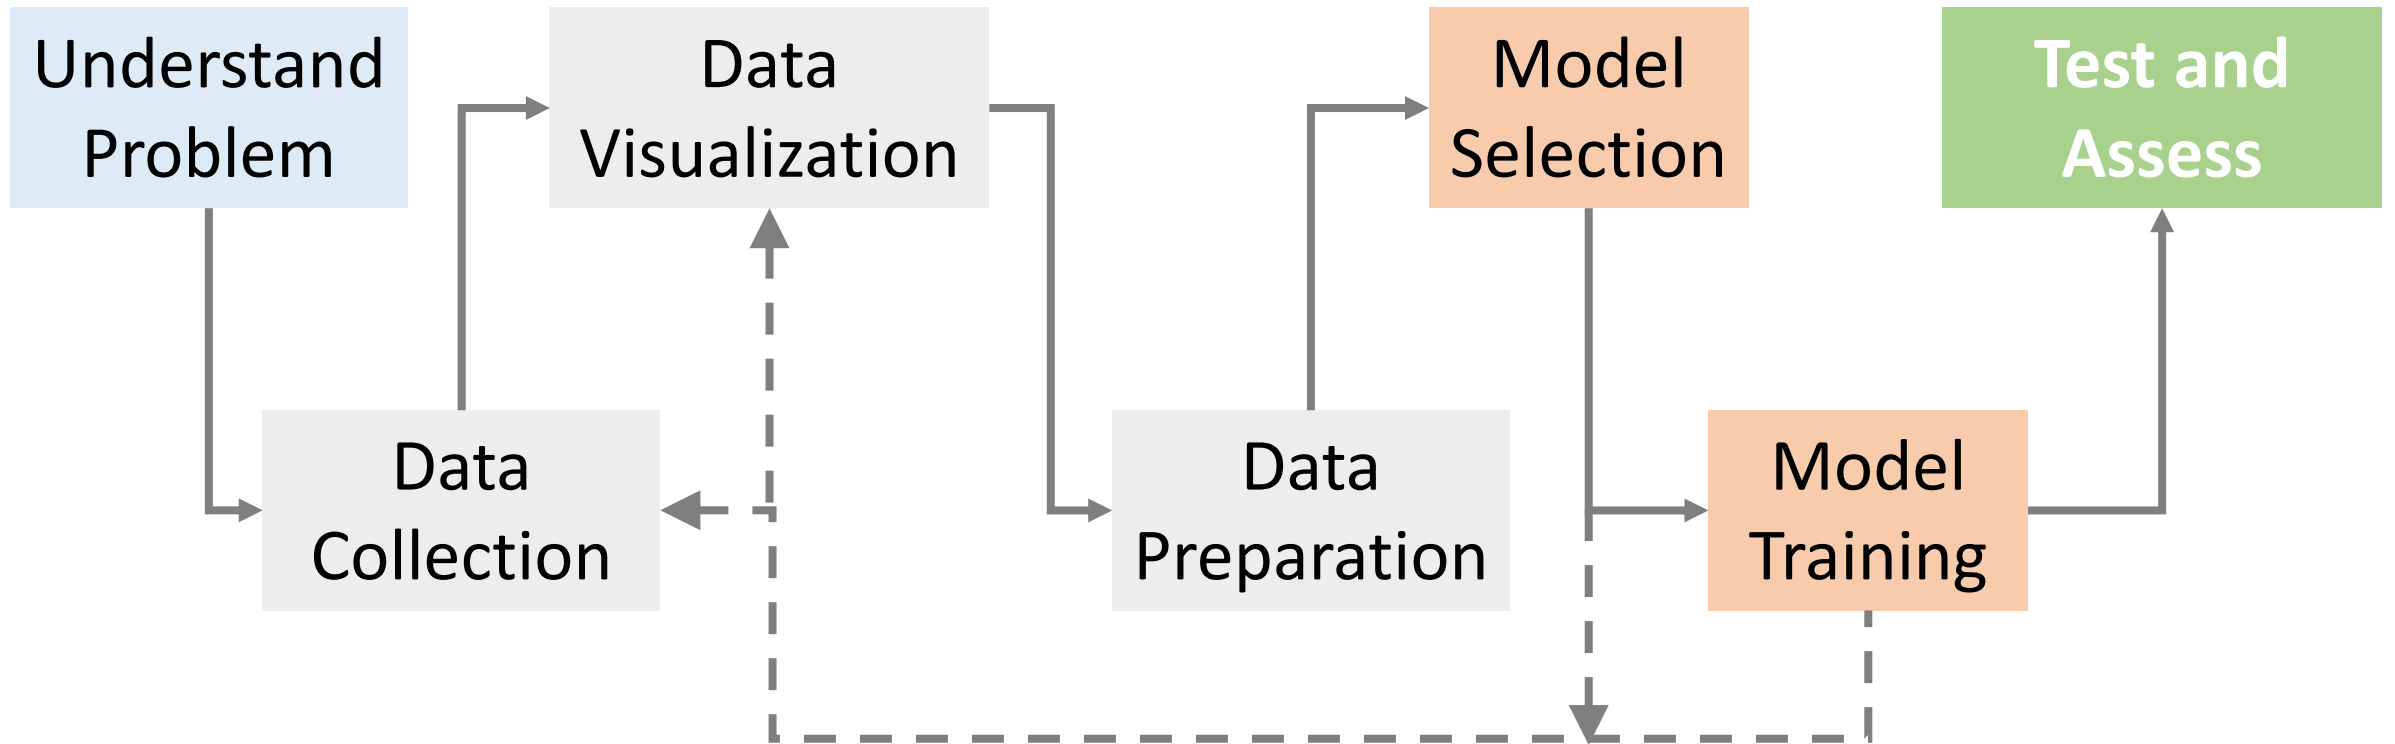 Understand
Problem
Data
Collection
Data
Visualization
Data
Preparation
Model
Selection
Model
Training
Test and
Assess